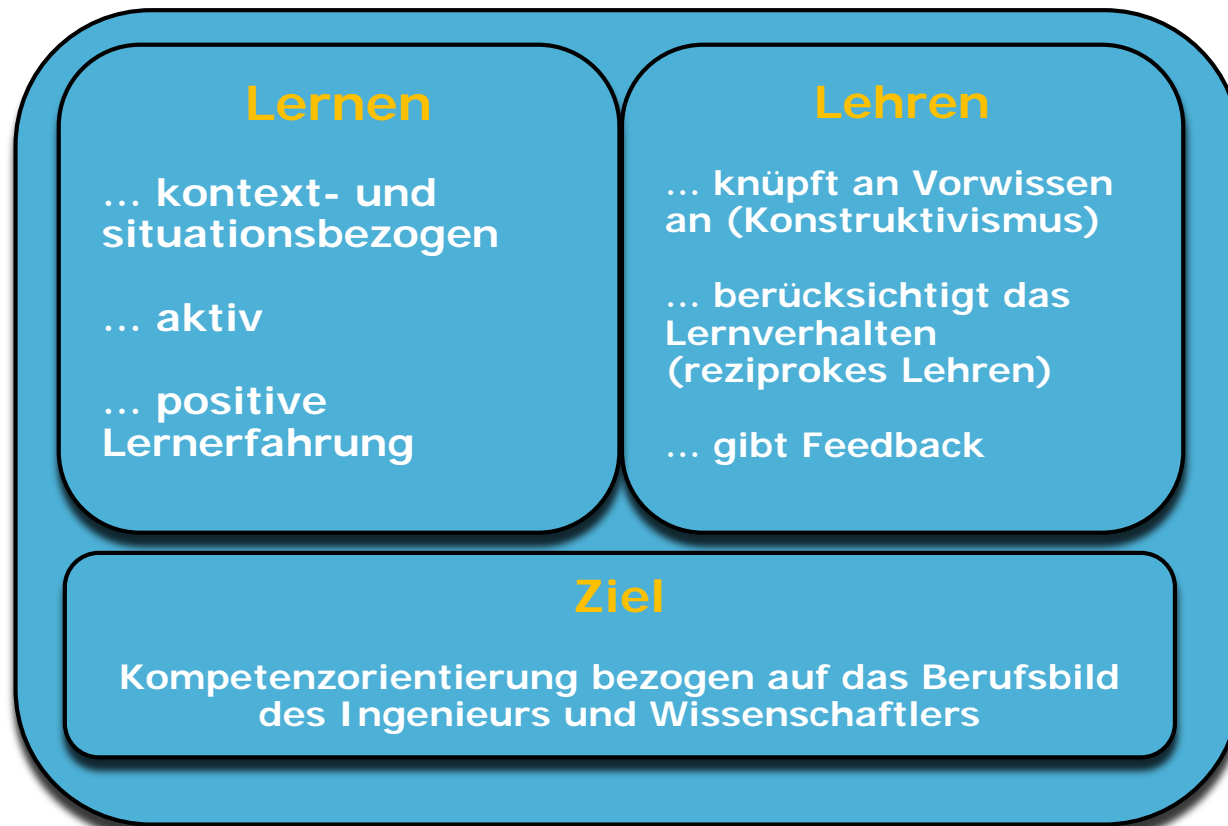 Lernen
... kontext- und
situationsbezogen
... aktiv
... positive
Lernerfahrung
Lehren
... knüpft an Vorwissen
an (Konstruktivismus)
... berücksichtigt das
Lernverhalten
(reziprokes Lehren)
... gibt Feedback
Ziel
Kompetenzorientierung bezogen auf das Berufsbild
des Ingenieurs und Wissenschaftlers